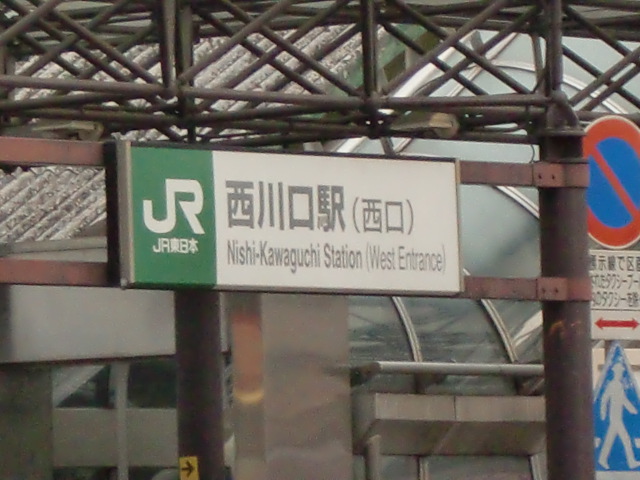 JR
JR東日本
西川口駅(西口)
Nishi-Kawaguchi Station (West Entrance)